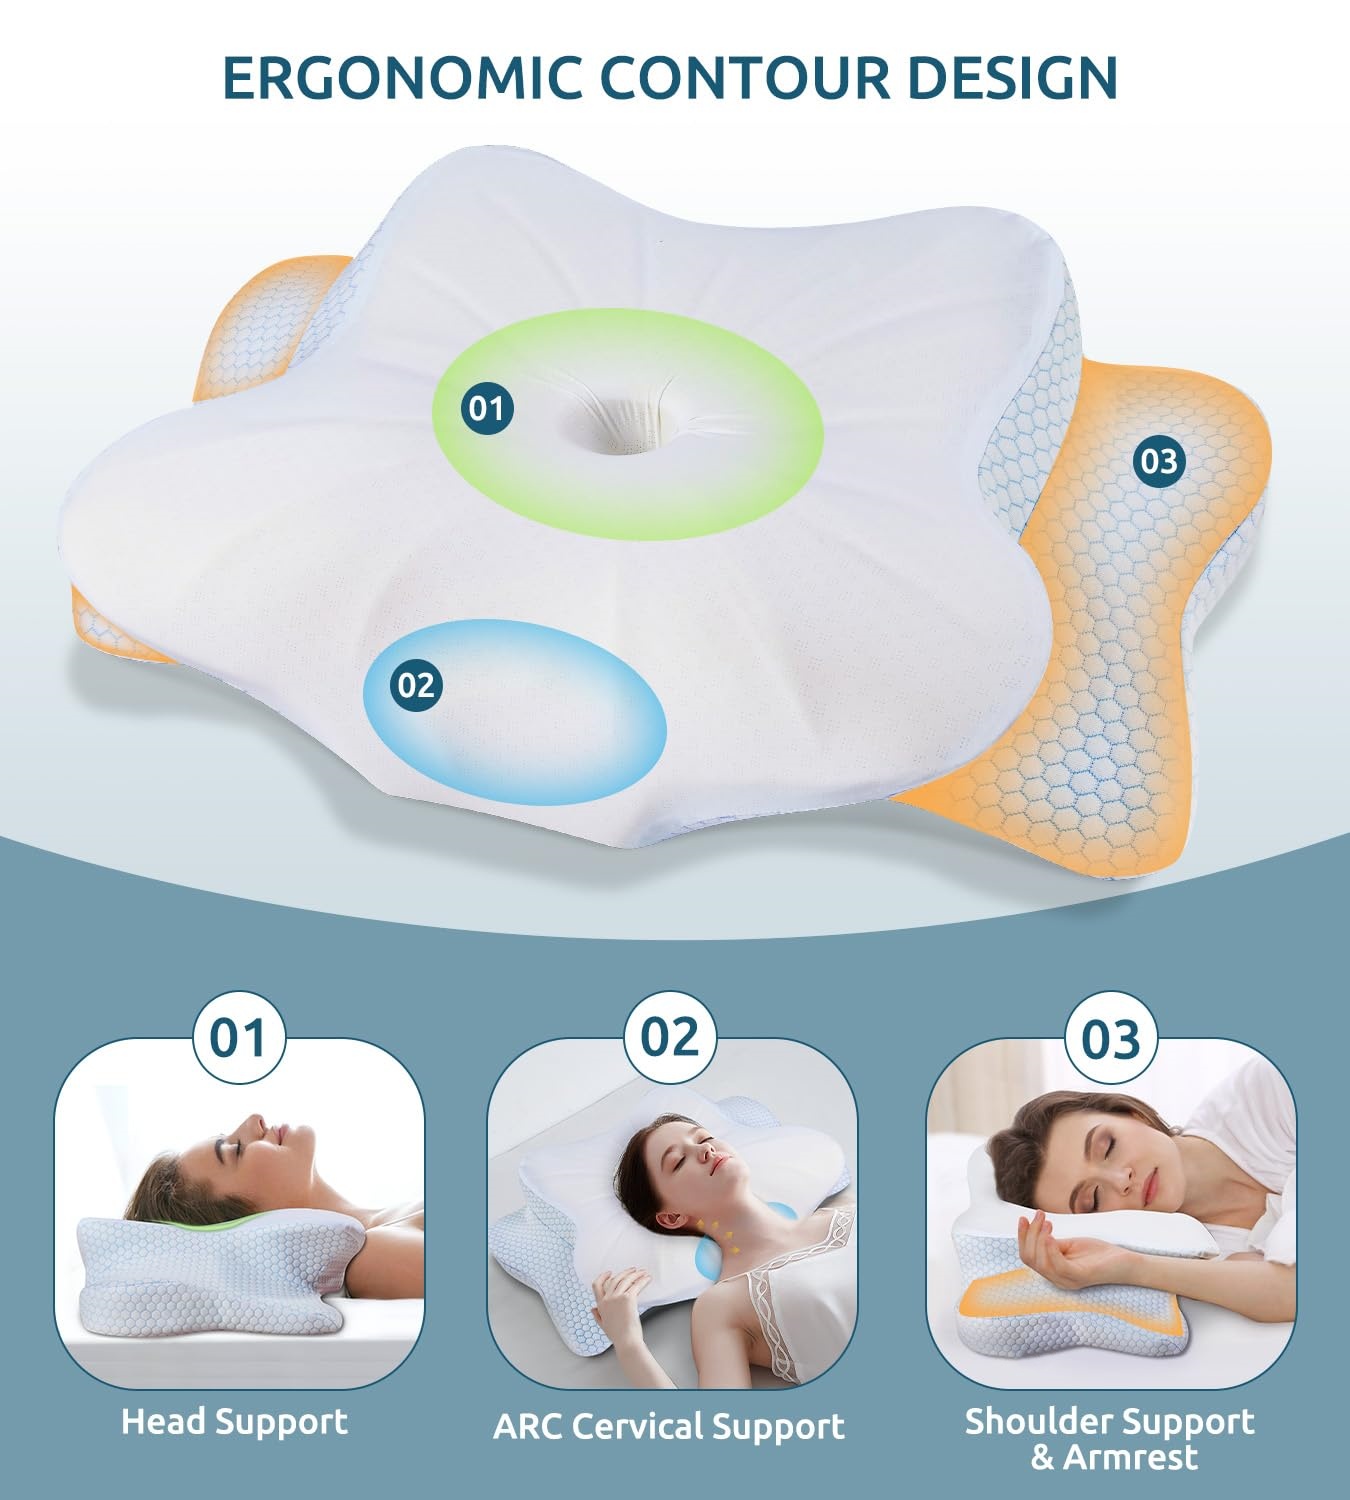 ERGONOMIC CONTOUR DESIGN
01
03
02
01
02
03
Head Support
ARC Cervical Support
Shoulder Support
& Armrest